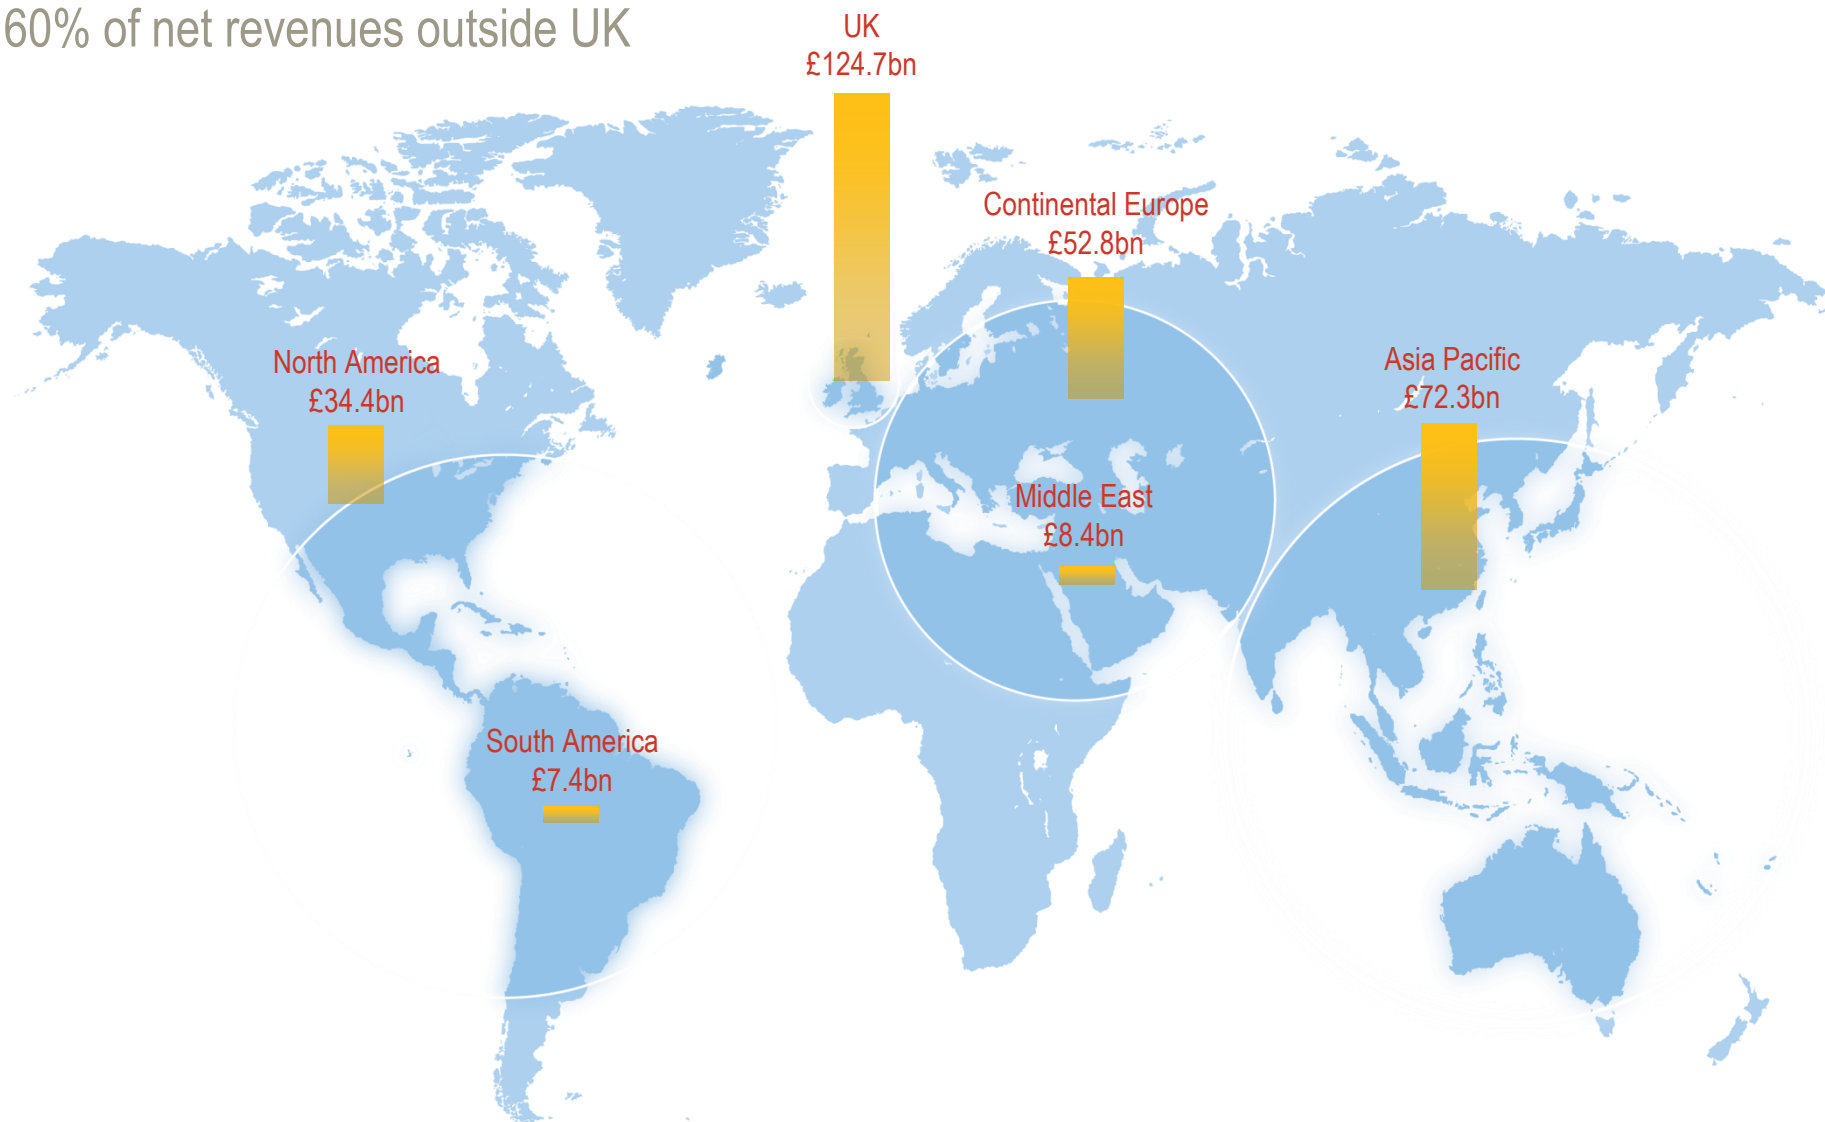 60% of net revenues outside UK
UK
£124.7bn
Continental Europe
£52.8bn
North America
£34.4bn
Asia Pacific
£72.3bn
Middle East
£8.4bn
South America
£7.4bn